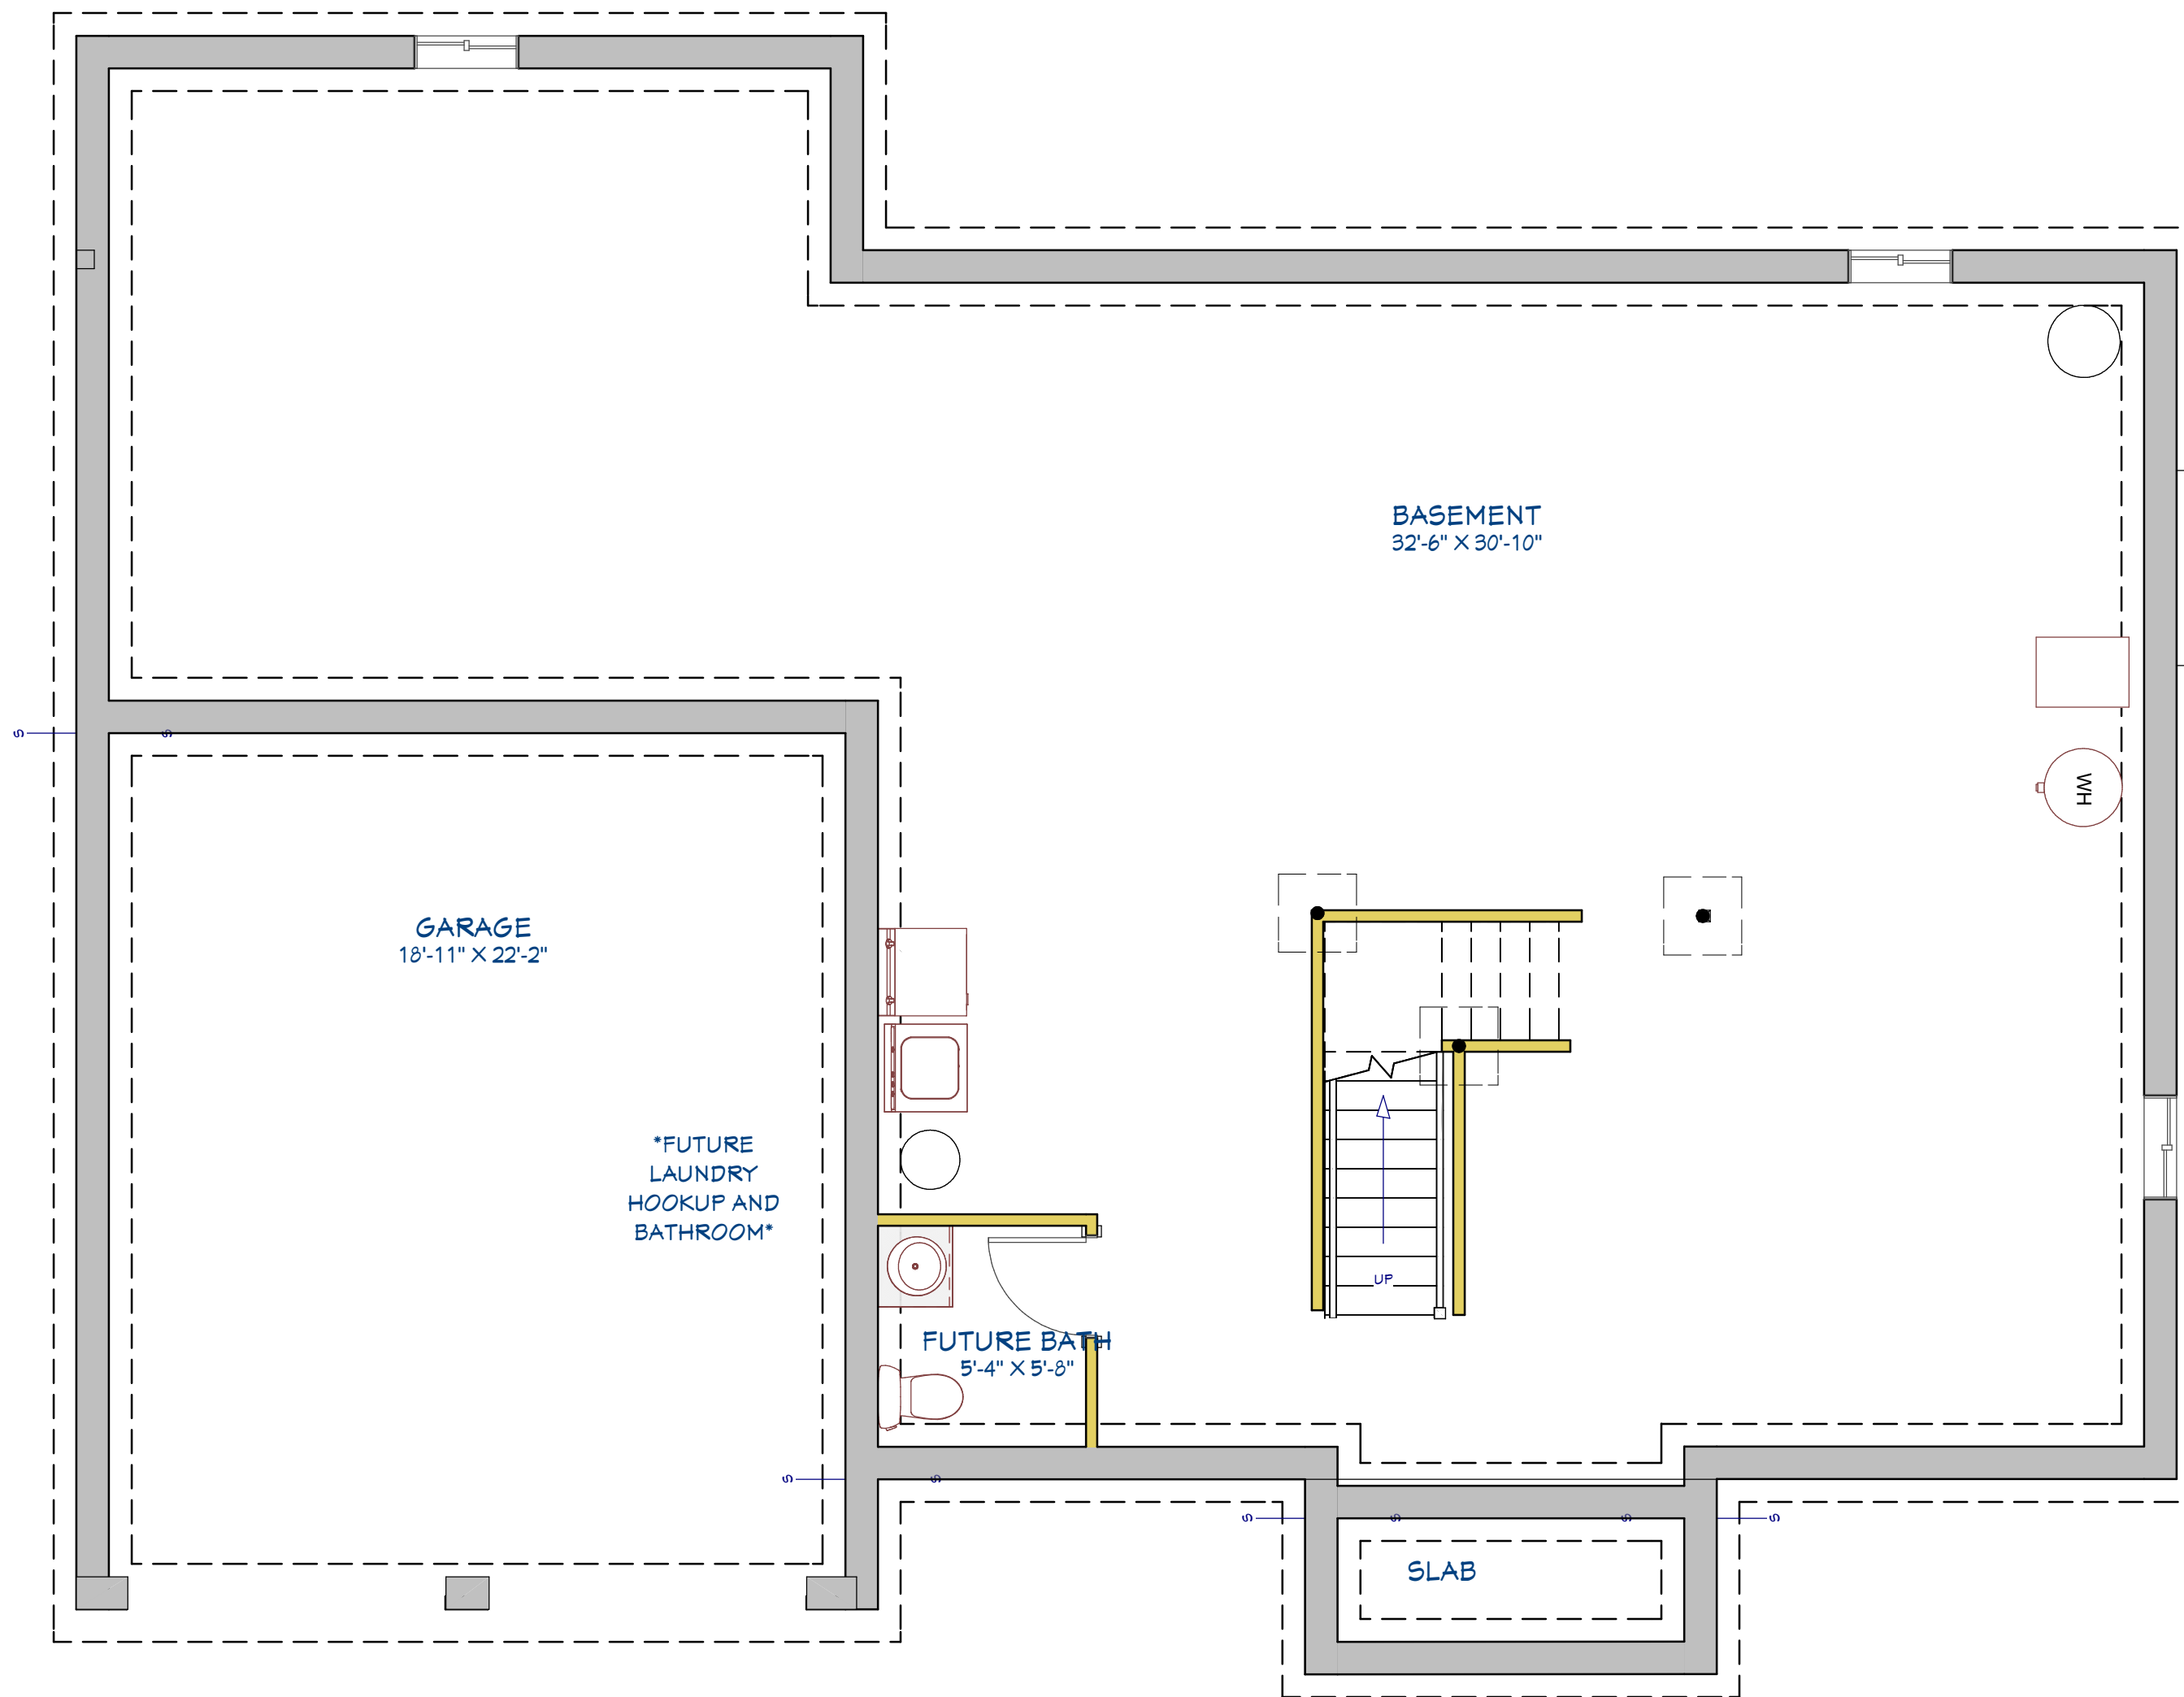 BASEMENT
32'-6" X 30'-10"
WH
GARAGE
18'-11" X 22'-2"
*FUTURE
LAUNDRY
HOOKUP AND
BATHROOM*
UP
FUTURE BATH
5'-4" X 5'-8"
SLAB